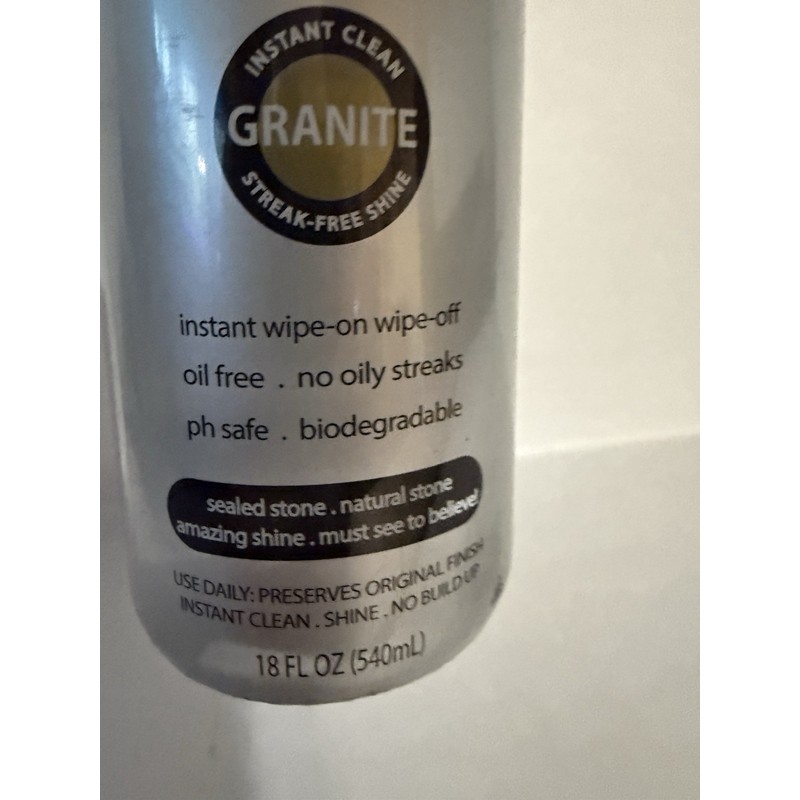 INSTANT CLEAN
GRANITE
STREAK-FREE SHINE
instant wipe-on wipe-off
oil free . no oily streaks
ph safe . biodegradable
sealed stone . natural stone
amazing shine . must see to believe!
USE DAILY: PRESERVES ORIGINAL FINISH
INSTANT CLEAN . SHINE . NO BUILD UP
18 FL OZ (540mL)